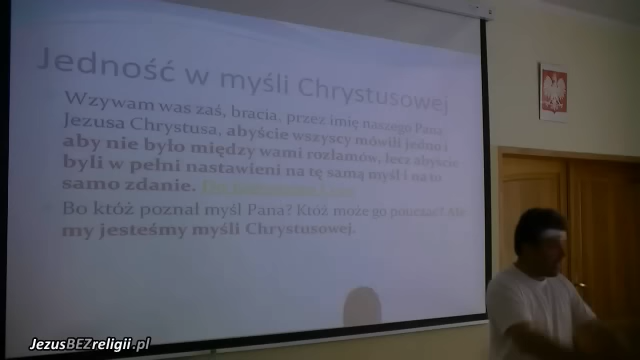 Jedność w myśli Chrystusowej
Wzywam was zaś, bracia, przez imię naszego Pana,
Jezusa Chrystusa, abyście wszyscy mówili jedno i
aby nie było między wami rozłamów, lecz abyście
byli w pełni nastawieni na tę samą myśl i na to
samo zdanie.
Bo któż poznał myśl Pana? Któż może go pouczać? Ale
my jesteśmy myśli Chrystusowej.
JezusBEZreligii.pl